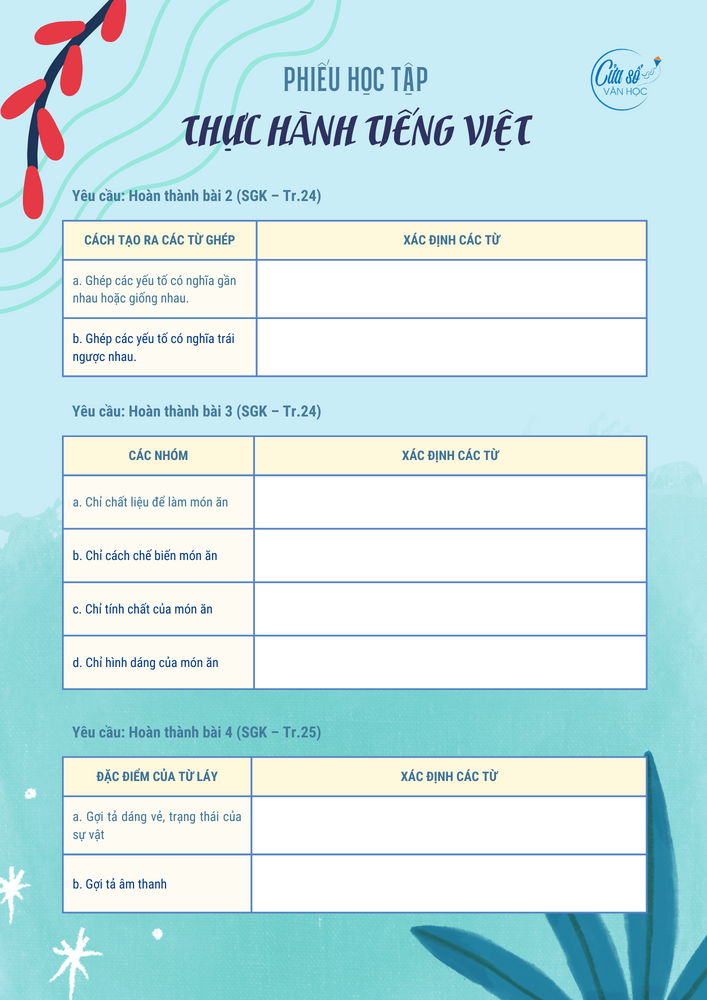 PHIẾU HỌC TẬP
Cửa sổ
VĂN HỌC
THỰC HÀNH TIẾNG VIỆT
Yêu cầu: Hoàn thành bài 2 (SGK – Tr.24)
CÁCH TẠO RA CÁC TỪ GHÉP
XÁC ĐỊNH CÁC TỪ
a. Ghép các yếu tố có nghĩa gần
nhau hoặc giống nhau.
b. Ghép các yếu tố có nghĩa trái
ngược nhau.
Yêu cầu: Hoàn thành bài 3 (SGK – Tr.24)
CÁC NHÓM
XÁC ĐỊNH CÁC TỪ
a. Chỉ chất liệu để làm món ăn
b. Chỉ cách chế biến món ăn
c. Chỉ tính chất của món ăn
d. Chỉ hình dáng của món ăn
Yêu cầu: Hoàn thành bài 4 (SGK – Tr.25)
ĐẶC ĐIỂM CỦA TỪ LÁY
XÁC ĐỊNH CÁC TỪ
a. Gợi tả dáng vẻ, trạng thái của
sự vật
b. Gợi tả âm thanh